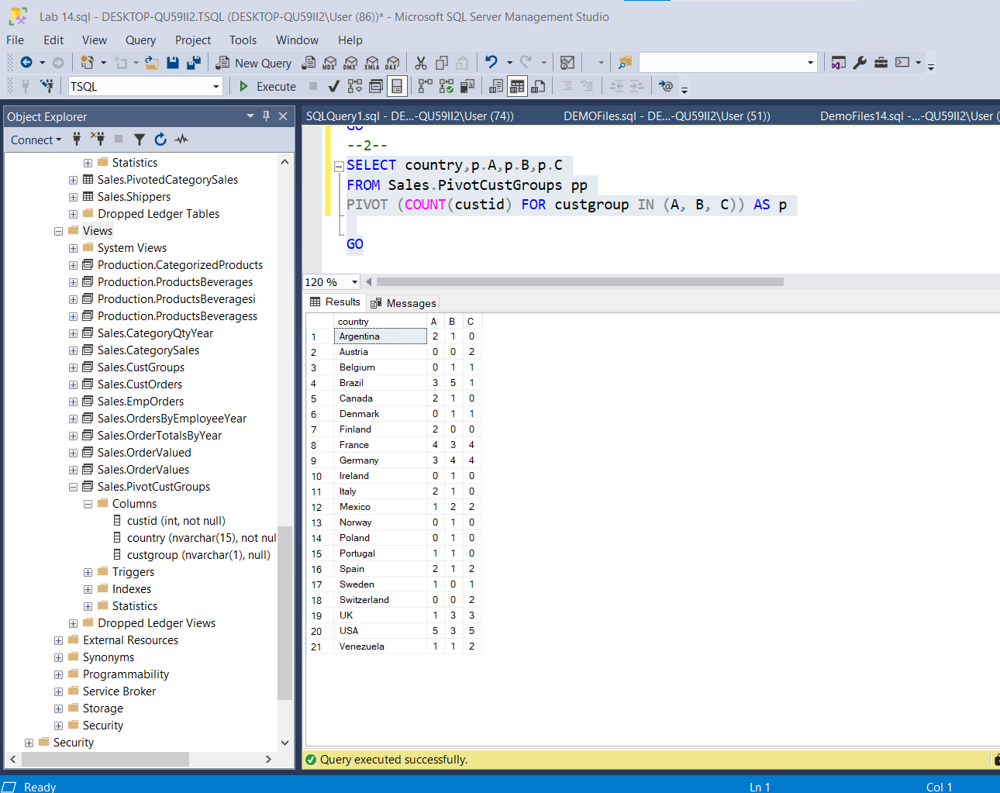 Lab 14.sql - DESKTOP-QU59II2.TSQL (DESKTOP-QU59II2\User (86))* - Microsoft SQL Server Management Studio
File Edit View Query Project Tools Window Help
New Query MDX DMX XMLA DAX
TSQL Execute
Object Explorer
Connect
Statistics
Sales.PivotedCategorySales
Sales.Shippers
Dropped Ledger Tables
Views
System Views
Production.CategorizedProducts
Production.ProductsBeverages
Production.ProductsBeveragesi
Production.ProductsBeveragess
Sales.CategoryQtyYear
Sales.CategorySales
Sales.CustGroups
Sales.CustOrders
Sales.EmpOrders
Sales.OrdersByEmployeeYear
Sales.OrderTotalsByYear
Sales.OrderValued
Sales.OrderValues
Sales.PivotCustGroups
Columns
custid (int, not null)
country (nvarchar(15), not nul
custgroup (nvarchar(1), null)
Triggers
Indexes
Statistics
Dropped Ledger Views
External Resources
Synonyms
Programmability
Service Broker
Storage
Security
Security
SQLQuery1.sql - DE...-QU59II2\User (74)) DEMOFiles.sql - DE...-QU59II2\User (51)) DemoFiles14.sql -...-QU59II2\User (
GO
--2--
SELECT country,p.A,p.B,p.C
FROM Sales.PivotCustGroups pp
PIVOT (COUNT(custid) FOR custgroup IN (A, B, C)) AS p
GO
120 %
Results Messages
country A B C
1 Argentina 2 1 0
2 Austria 0 0 2
3 Belgium 0 1 1
4 Brazil 3 5 1
5 Canada 2 1 0
6 Denmark 0 1 1
7 Finland 2 0 0
8 France 4 3 4
9 Germany 3 4 4
10 Ireland 0 1 0
11 Italy 2 1 0
12 Mexico 1 2 2
13 Norway 0 1 0
14 Poland 0 1 0
15 Portugal 1 1 0
16 Spain 2 1 2
17 Sweden 1 0 1
18 Switzerland 0 0 2
19 UK 1 3 3
20 USA 5 3 5
21 Venezuela 1 1 2
Query executed successfully.
Ready Ln 1 Col 1